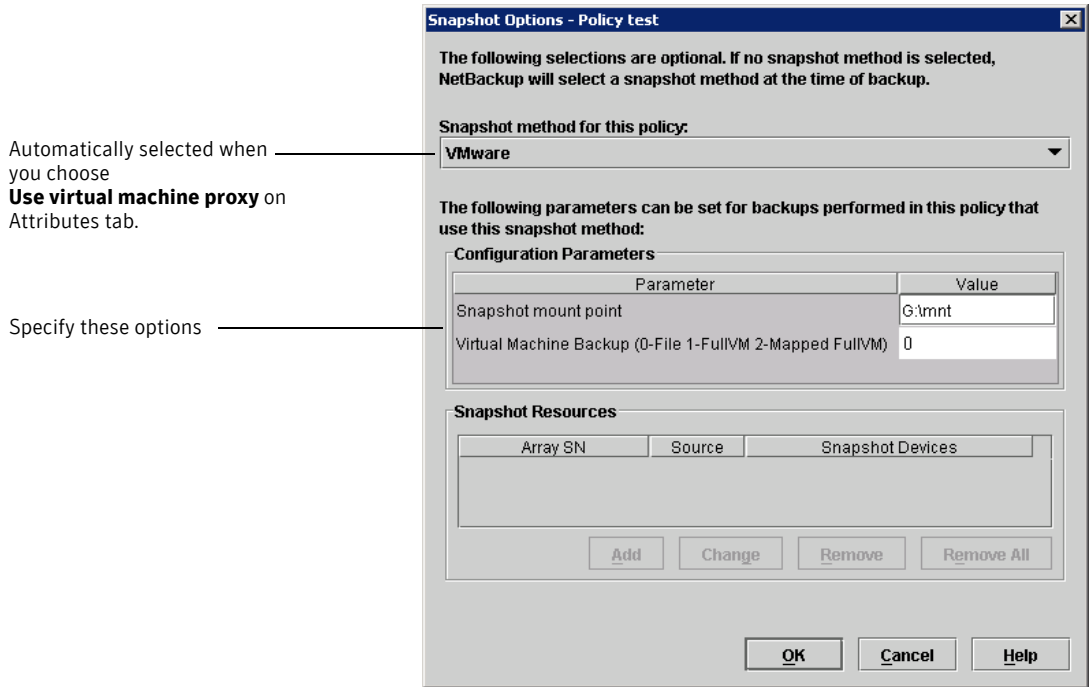 Snapshot Options - Policy test
The following selections are optional. If no snapshot method is selected,
NetBackup will select a snapshot method at the time of backup.
Snapshot method for this policy:
VMware
Automatically selected when
you choose
Use virtual machine proxy on
Attributes tab.
The following parameters can be set for backups performed in this policy that
use this snapshot method:
Configuration Parameters
Parameter Value
Snapshot mount point G:\mnt
Virtual Machine Backup (0-File 1-FullVM 2-Mapped FullVM) 0
Specify these options
Snapshot Resources
Array SN Source Snapshot Devices
Add Change Remove Remove All
OK Cancel Help